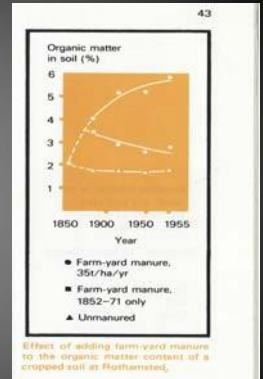 43
Organic matter
in soil (%)
6
5
4
3
2
1
1850 1900 1950 1955
Year
Farm-yard manure,
35t/ha/yr
Farm-yard manure,
1852-71 only
Unmanured
Effect of adding farm-yard manure
to the organic matter content of a
cropped soil at Rothamsted,